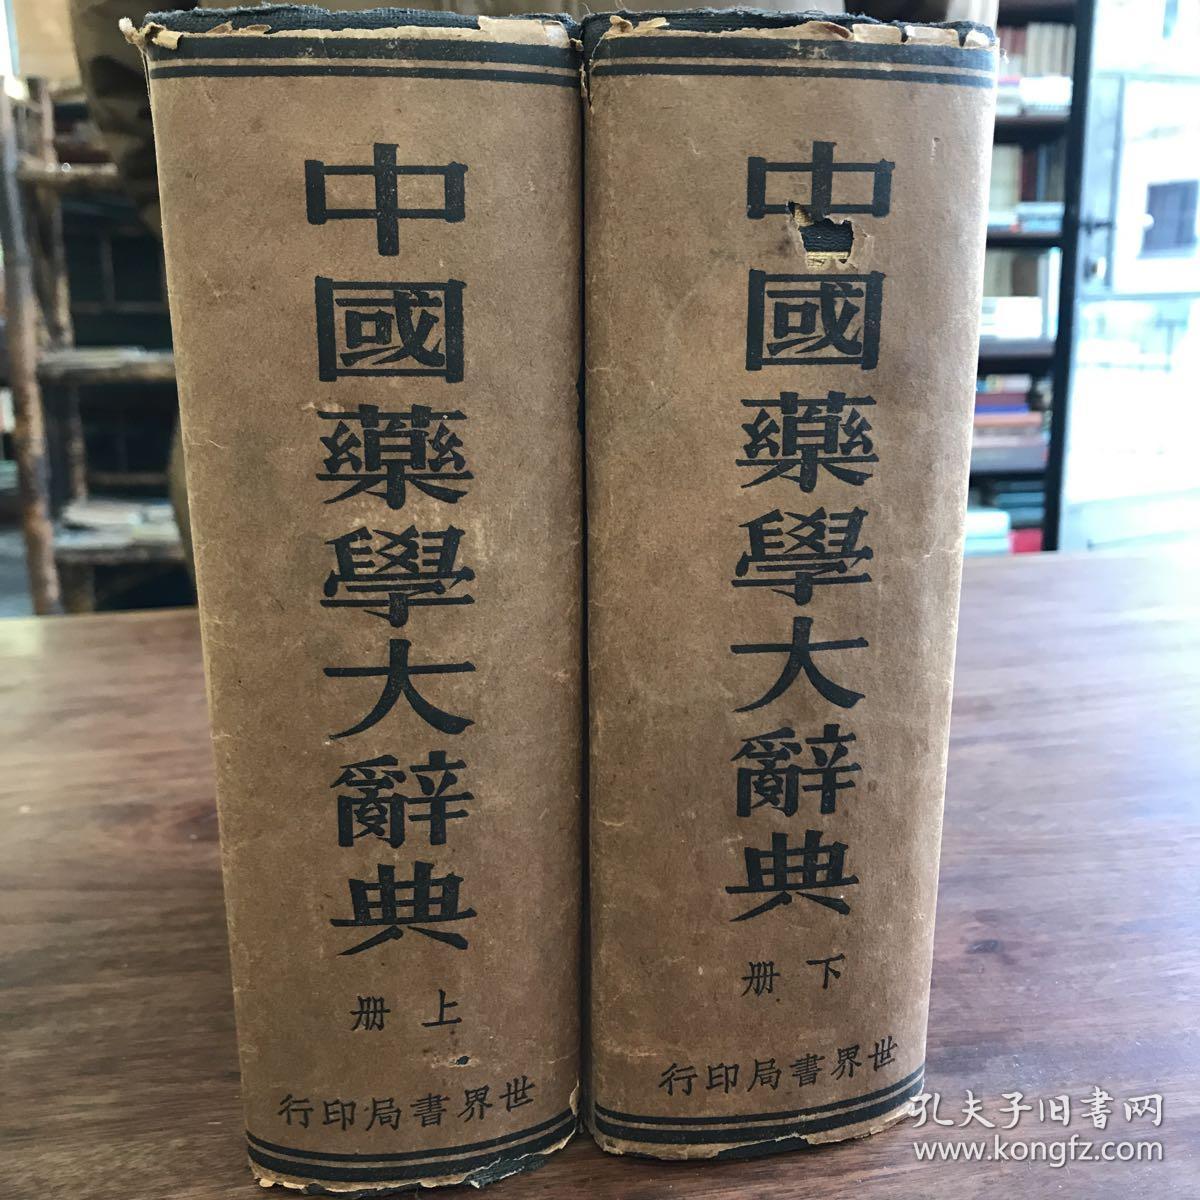 中國藥學大辭典
上册
世界書局印行
中國藥學大辭典
下册
世界書局印行
孔夫子旧書网
www.kongfz.com